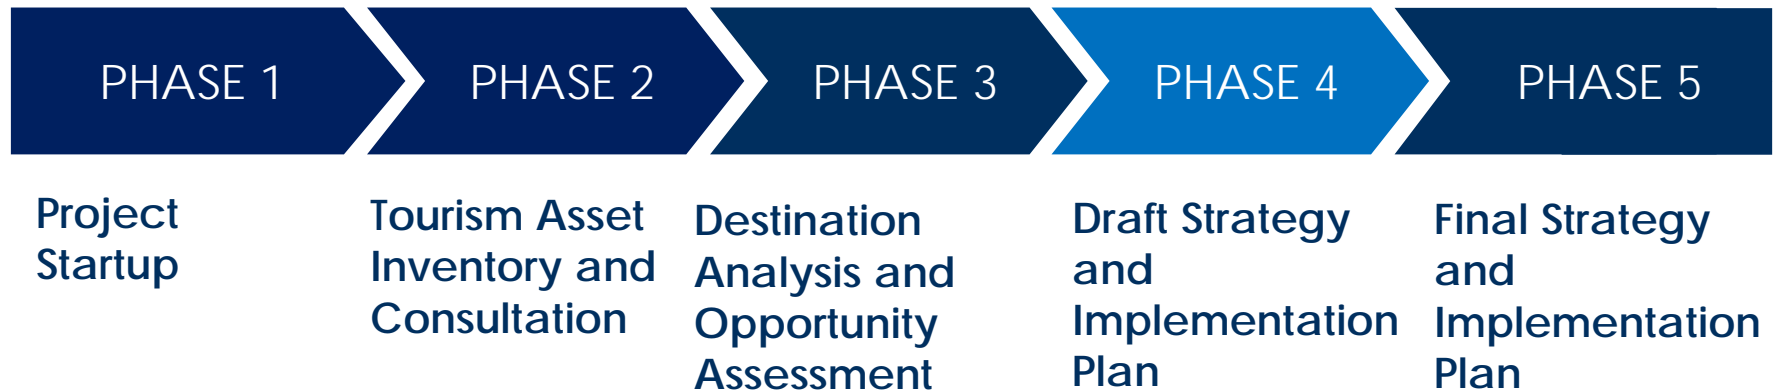 PHASE 1
PHASE 2
PHASE 3
PHASE 4
PHASE 5
Project
Startup
Tourism Asset
Inventory and
Consultation
Destination
Analysis and
Opportunity
Assessment
Draft Strategy
and
Implementation
Plan
Final Strategy
and
Implementation
Plan